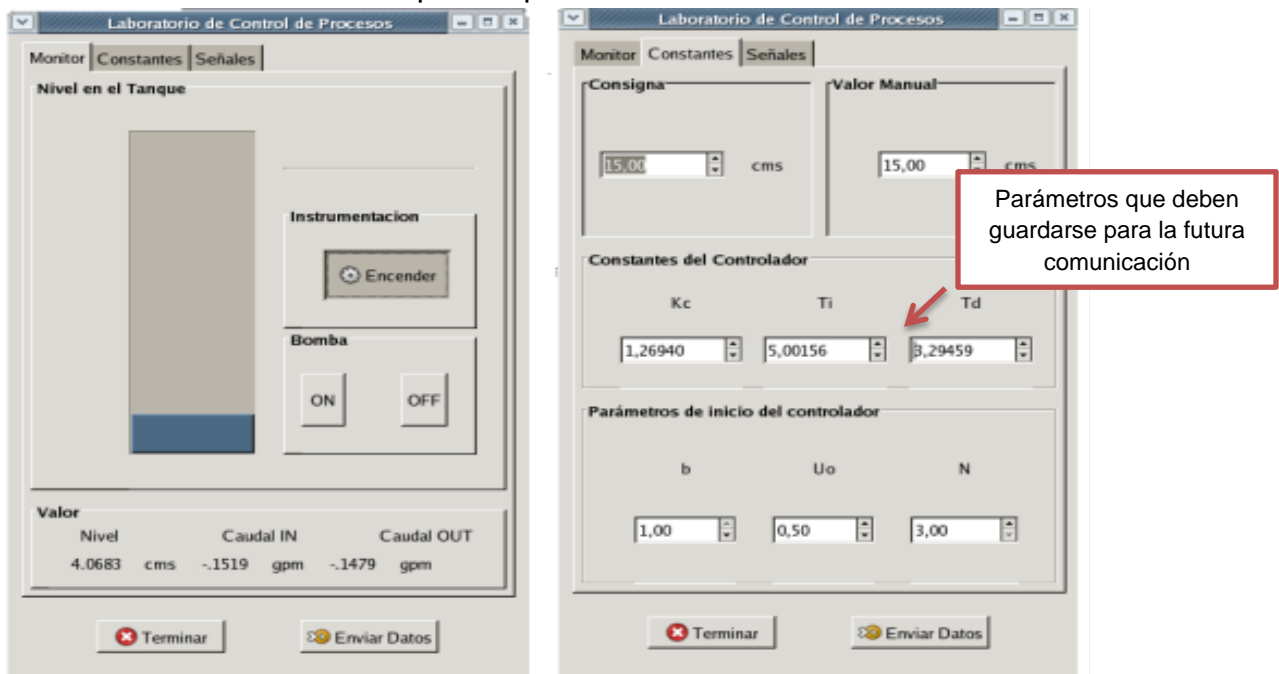 Laboratorio de Control de Procesos
Monitor Constantes Señales
Nivel en el Tanque
Instrumentacion
Encender
Bomba
ON OFF
Valor
Nivel Caudal IN Caudal OUT
4.0683 cms -.1519 gpm -.1479 gpm
Terminar Enviar Datos
Laboratorio de Control de Procesos
Monitor Constantes Señales
Consigna Valor Manual
15,00 cms 15,00 cms
Parámetros que deben
guardarse para la futura
comunicación
Constantes del Controlador
Kc Ti Td
1,26940 5,00156 3,29459
Parámetros de inicio del controlador
b Uo N
1,00 0,50 3,00
Terminar Enviar Datos